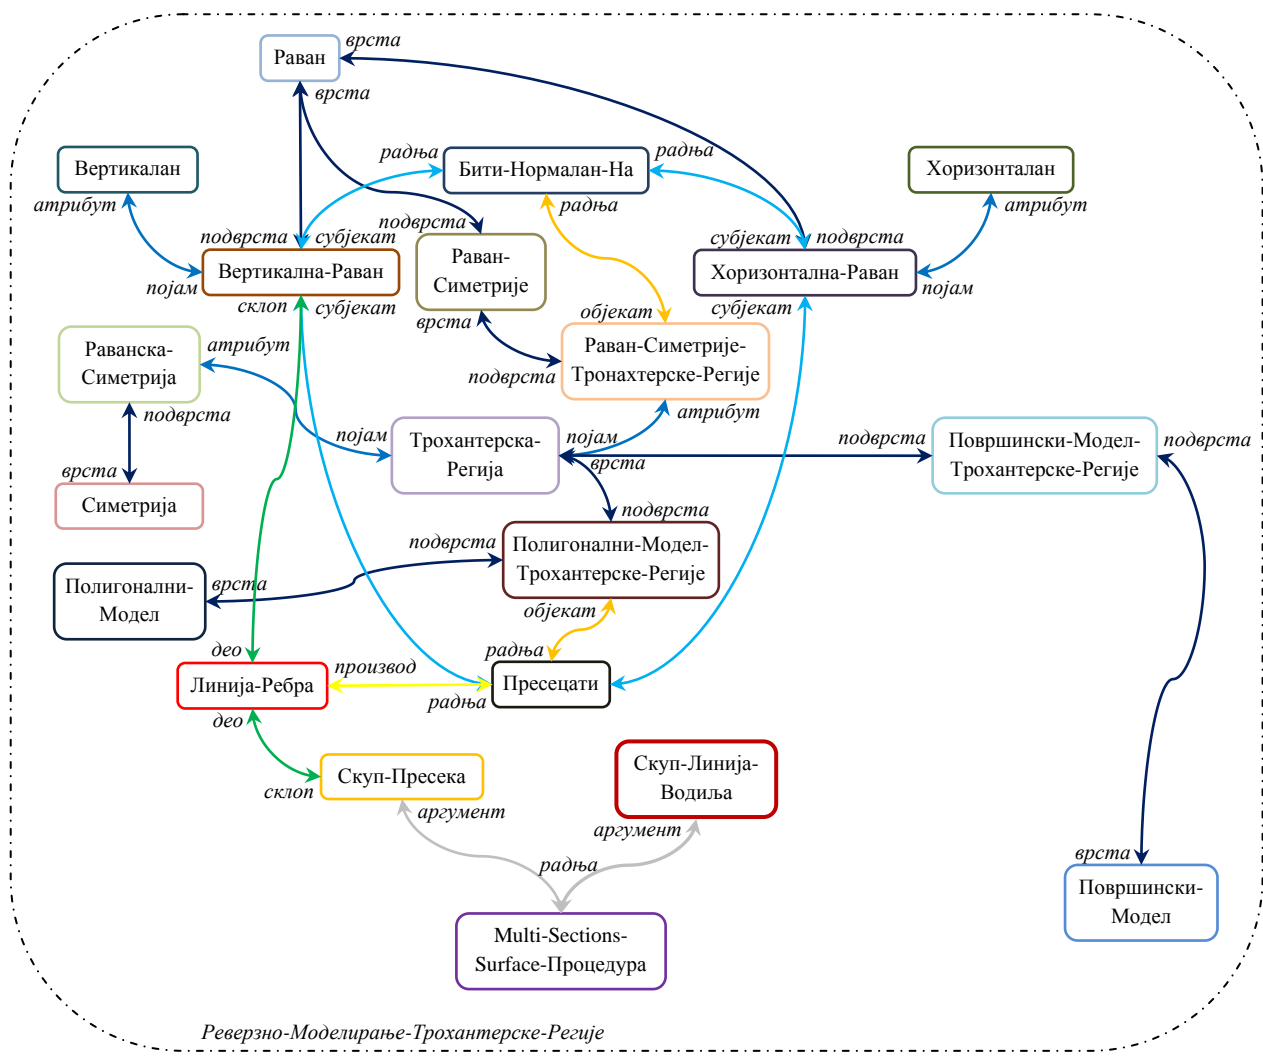 врста
Раван
врста
Вертикалан
атрибут
радња
Бити-Нормалан-На
радња
радња
Хоризонталан
атрибут
подврста
субјекат
Вертикална-Раван
појам
склоп
субјекат
подврста
Раван-
Симетрије
врста
субјекат
подврста
Хоризонтална-Раван
субјекат
појам
објекат
Раван-Симетрије-
Тронахтерске-Регије
подврста
атрибут
Раванска-
Симетрија
атрибут
подврста
врста
Симетрија
појам
Трохантерска-
Регија
појам
врста
подврста
Површински-Модел-
Трохантерске-Регије
подврста
подврста
подврста
Полигонални-Модел-
Трохантерске-Регије
објекат
Полигонални-
Модел
врста
део
Линија-Ребра
део
производ
радња
радња
Пресецати
Скуп-Пресека
склоп
аргумент
Скуп-Линија-
Водиља
аргумент
радња
Multi-Sections-
Surface-Процедура
врста
Површински-
Модел
Реверзно-Моделирање-Трохантерске-Регије